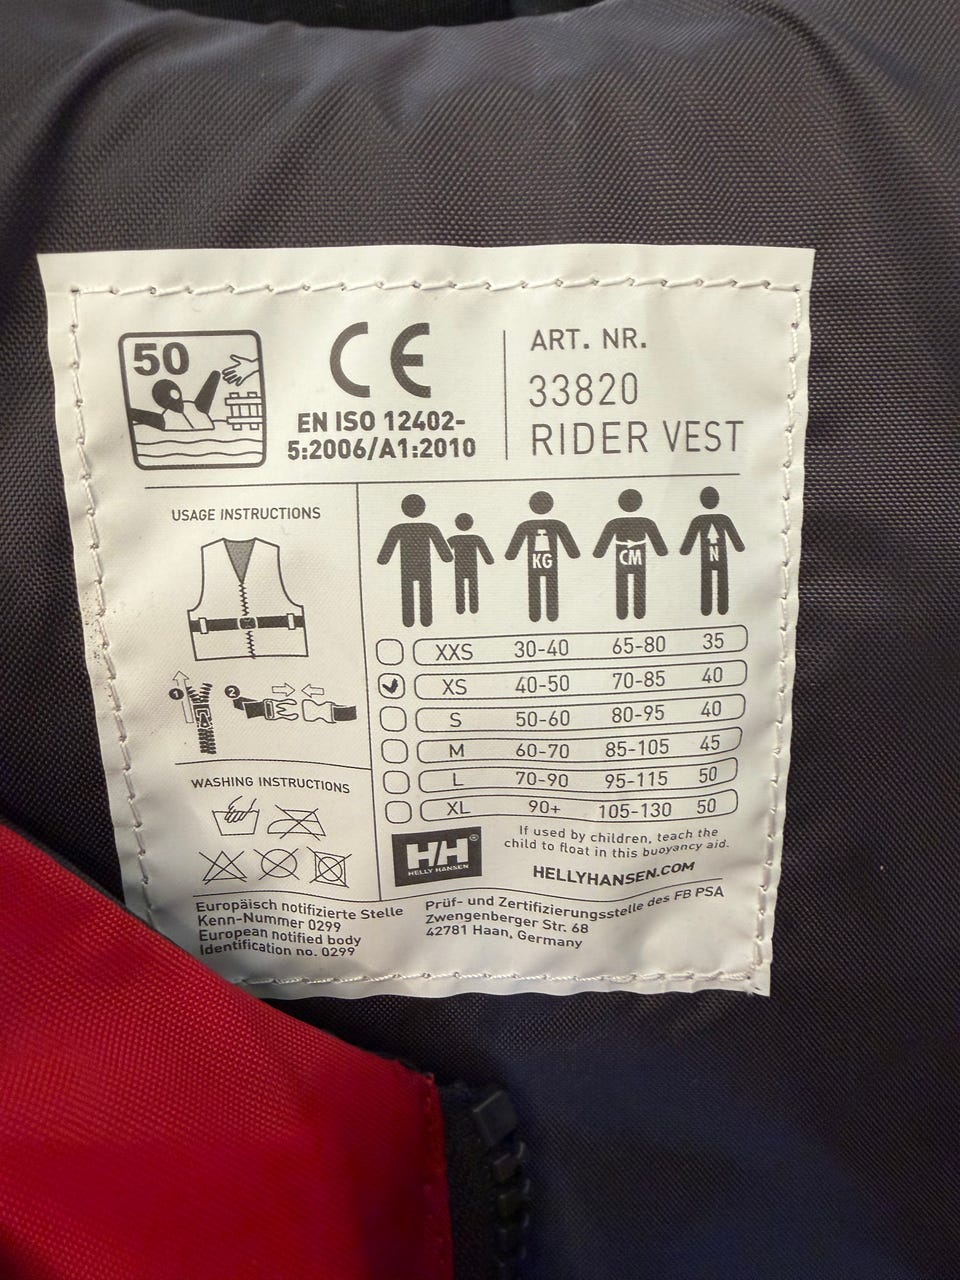 50
CE
EN ISO 12402-
5:2006/A1:2010
ART. NR.
33820
RIDER VEST
USAGE INSTRUCTIONS
1
2
KG CM N
XXS 30-40 65-80 35
XS 40-50 70-85 40
S 50-60 80-95 40
M 60-70 85-105 45
L 70-90 95-115 50
XL 90+ 105-130 50
WASHING INSTRUCTIONS
H/H®
HELLY HANSEN
If used by children, teach the
child to float in this buoyancy aid.
HELLYHANSEN.COM
Europäisch notifizierte Stelle
Kenn-Nummer 0299
European notified body
Identification no. 0299
Prüf- und Zertifizierungsstelle des FB PSA
Zwengenberger Str. 68
42781 Haan, Germany